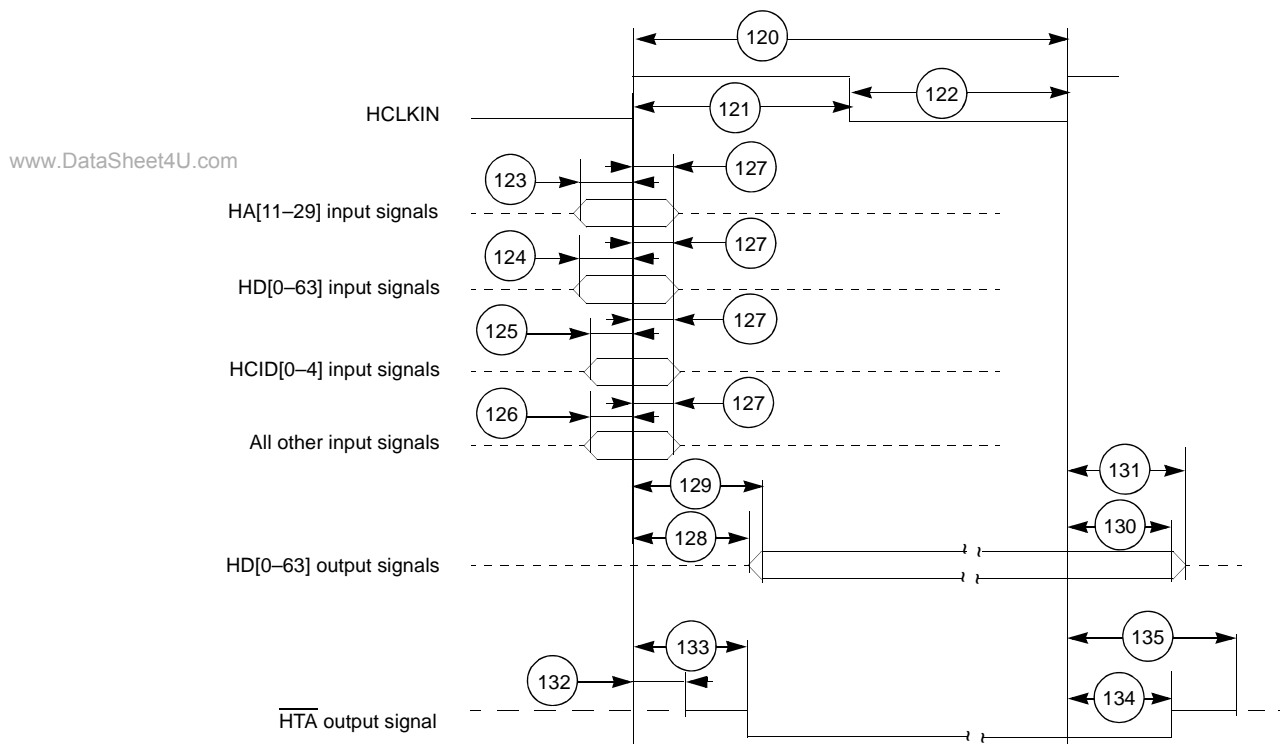 120
121
122
HCLKIN
www.DataSheet4U.com
123
127
HA[11–29] input signals
124
127
HD[0–63] input signals
125
127
HCID[0–4] input signals
126
127
All other input signals
131
129
130
128
HD[0–63] output signals
135
133
132
134
HTA output signal